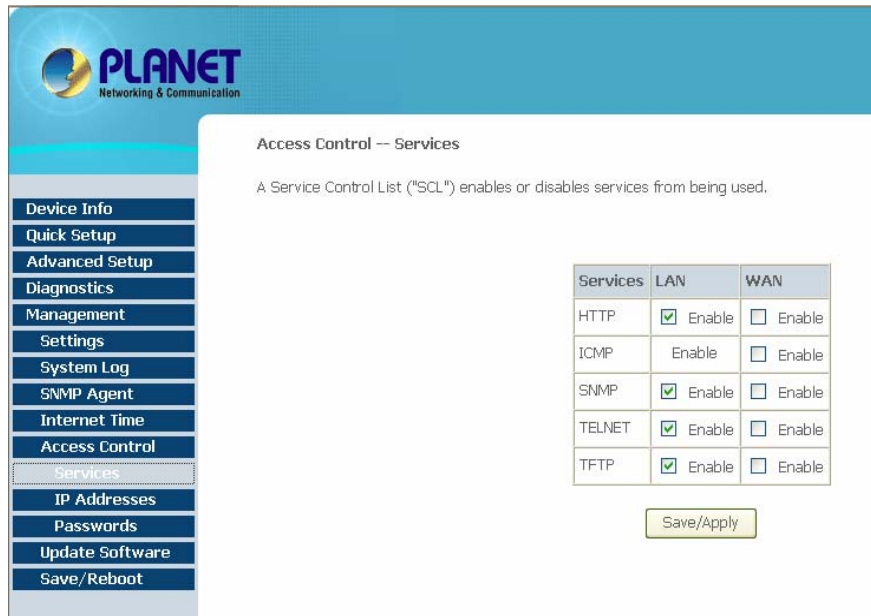 PLANET
Networking & Communication
Access Control -- Services
A Service Control List ("SCL") enables or disables services from being used.
Device Info
Quick Setup
Advanced Setup
Diagnostics
Management
Settings
System Log
SNMP Agent
Internet Time
Access Control
Services
IP Addresses
Passwords
Update Software
Save/Reboot
Services LAN WAN
HTTP Enable Enable
ICMP Enable Enable
SNMP Enable Enable
TELNET Enable Enable
TFTP Enable Enable
Save/Apply